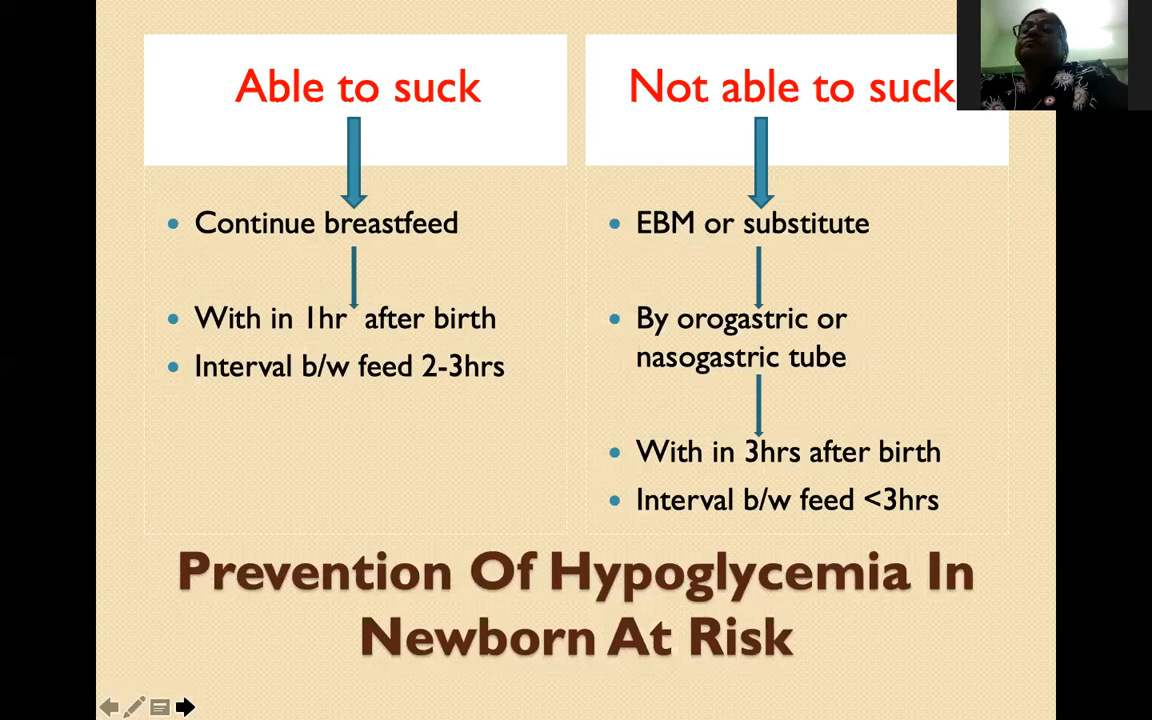 Able to suck
Continue breastfeed
With in 1hr after birth
Interval b/w feed 2-3hrs
Not able to suck
EBM or substitute
By orogastric or
nasogastric tube
With in 3hrs after birth
Interval b/w feed <3hrs
Prevention Of Hypoglycemia In
Newborn At Risk